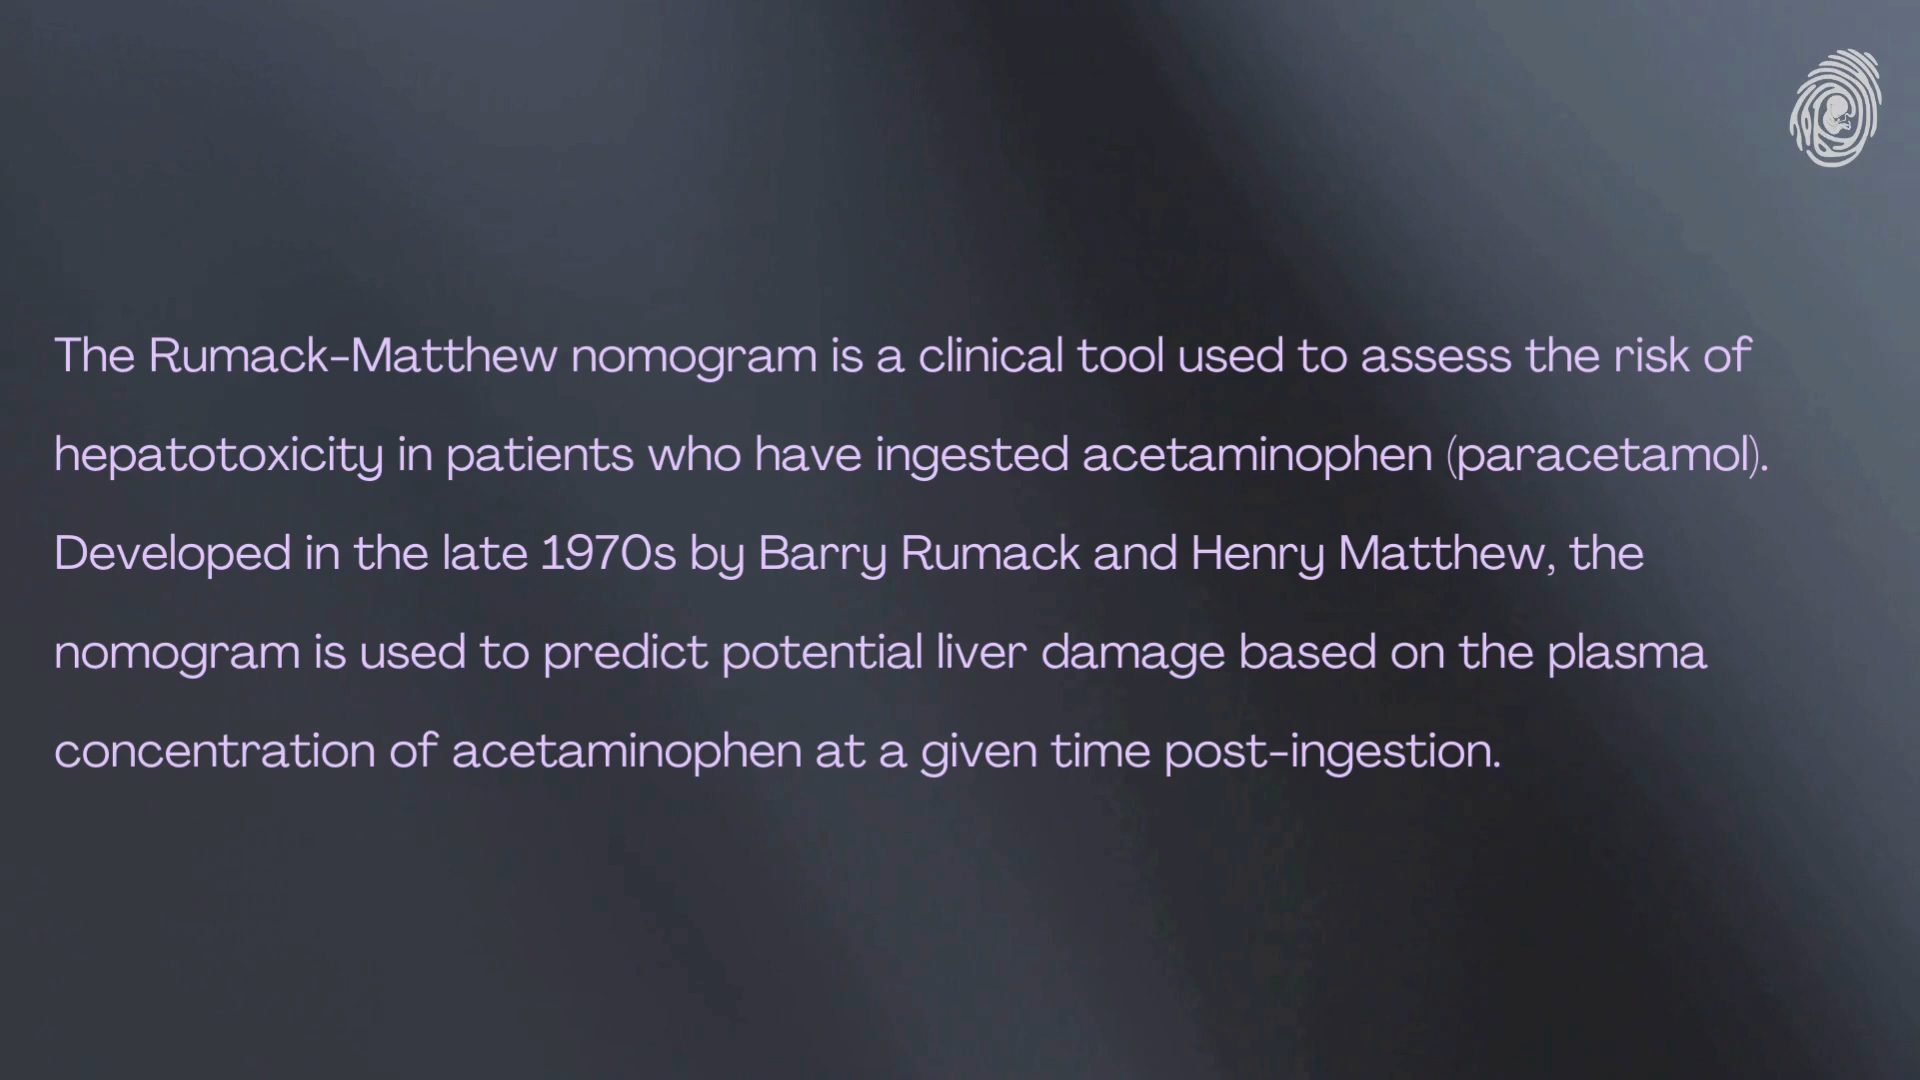 The Rumack-Matthew nomogram is a clinical tool used to assess the risk of
hepatotoxicity in patients who have ingested acetaminophen (paracetamol).
Developed in the late 1970s by Barry Rumack and Henry Matthew, the
nomogram is used to predict potential liver damage based on the plasma
concentration of acetaminophen at a given time post-ingestion.